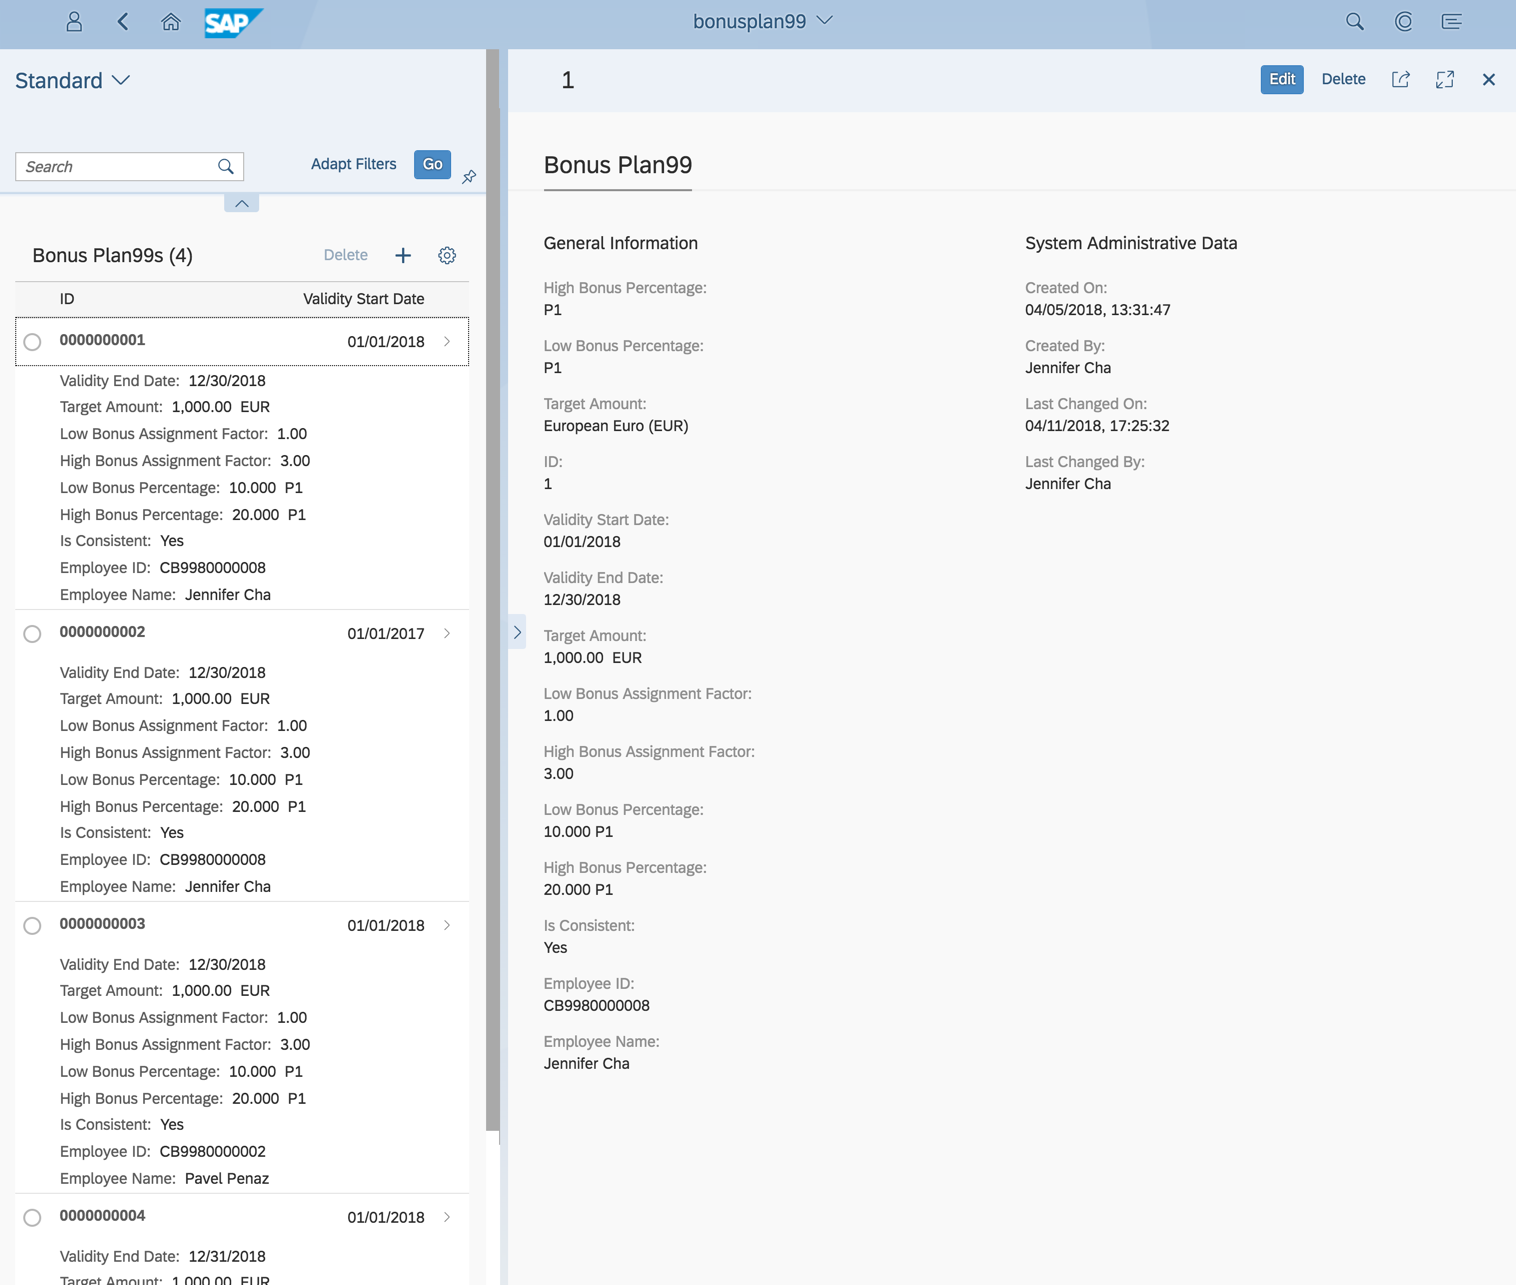 SAP
bonusplan99
Standard
Search
Adapt Filters
Go
Bonus Plan99s (4)
Delete
ID
Validity Start Date
0000000001
01/01/2018
Validity End Date: 12/30/2018
Target Amount: 1,000.00 EUR
Low Bonus Assignment Factor: 1.00
High Bonus Assignment Factor: 3.00
Low Bonus Percentage: 10.000 P1
High Bonus Percentage: 20.000 P1
Is Consistent: Yes
Employee ID: CB9980000008
Employee Name: Jennifer Cha
0000000002
01/01/2017
Validity End Date: 12/30/2018
Target Amount: 1,000.00 EUR
Low Bonus Assignment Factor: 1.00
High Bonus Assignment Factor: 3.00
Low Bonus Percentage: 10.000 P1
High Bonus Percentage: 20.000 P1
Is Consistent: Yes
Employee ID: CB9980000008
Employee Name: Jennifer Cha
0000000003
01/01/2018
Validity End Date: 12/30/2018
Target Amount: 1,000.00 EUR
Low Bonus Assignment Factor: 1.00
High Bonus Assignment Factor: 3.00
Low Bonus Percentage: 10.000 P1
High Bonus Percentage: 20.000 P1
Is Consistent: Yes
Employee ID: CB9980000002
Employee Name: Pavel Penaz
0000000004
01/01/2018
Validity End Date: 12/31/2018
Target Amount: 1,000.00 EUR
1
Edit
Delete
Bonus Plan99
General Information
High Bonus Percentage:
P1
Low Bonus Percentage:
P1
Target Amount:
European Euro (EUR)
ID:
1
Validity Start Date:
01/01/2018
Validity End Date:
12/30/2018
Target Amount:
1,000.00 EUR
Low Bonus Assignment Factor:
1.00
High Bonus Assignment Factor:
3.00
Low Bonus Percentage:
10.000 P1
High Bonus Percentage:
20.000 P1
Is Consistent:
Yes
Employee ID:
CB9980000008
Employee Name:
Jennifer Cha
System Administrative Data
Created On:
04/05/2018, 13:31:47
Created By:
Jennifer Cha
Last Changed On:
04/11/2018, 17:25:32
Last Changed By:
Jennifer Cha